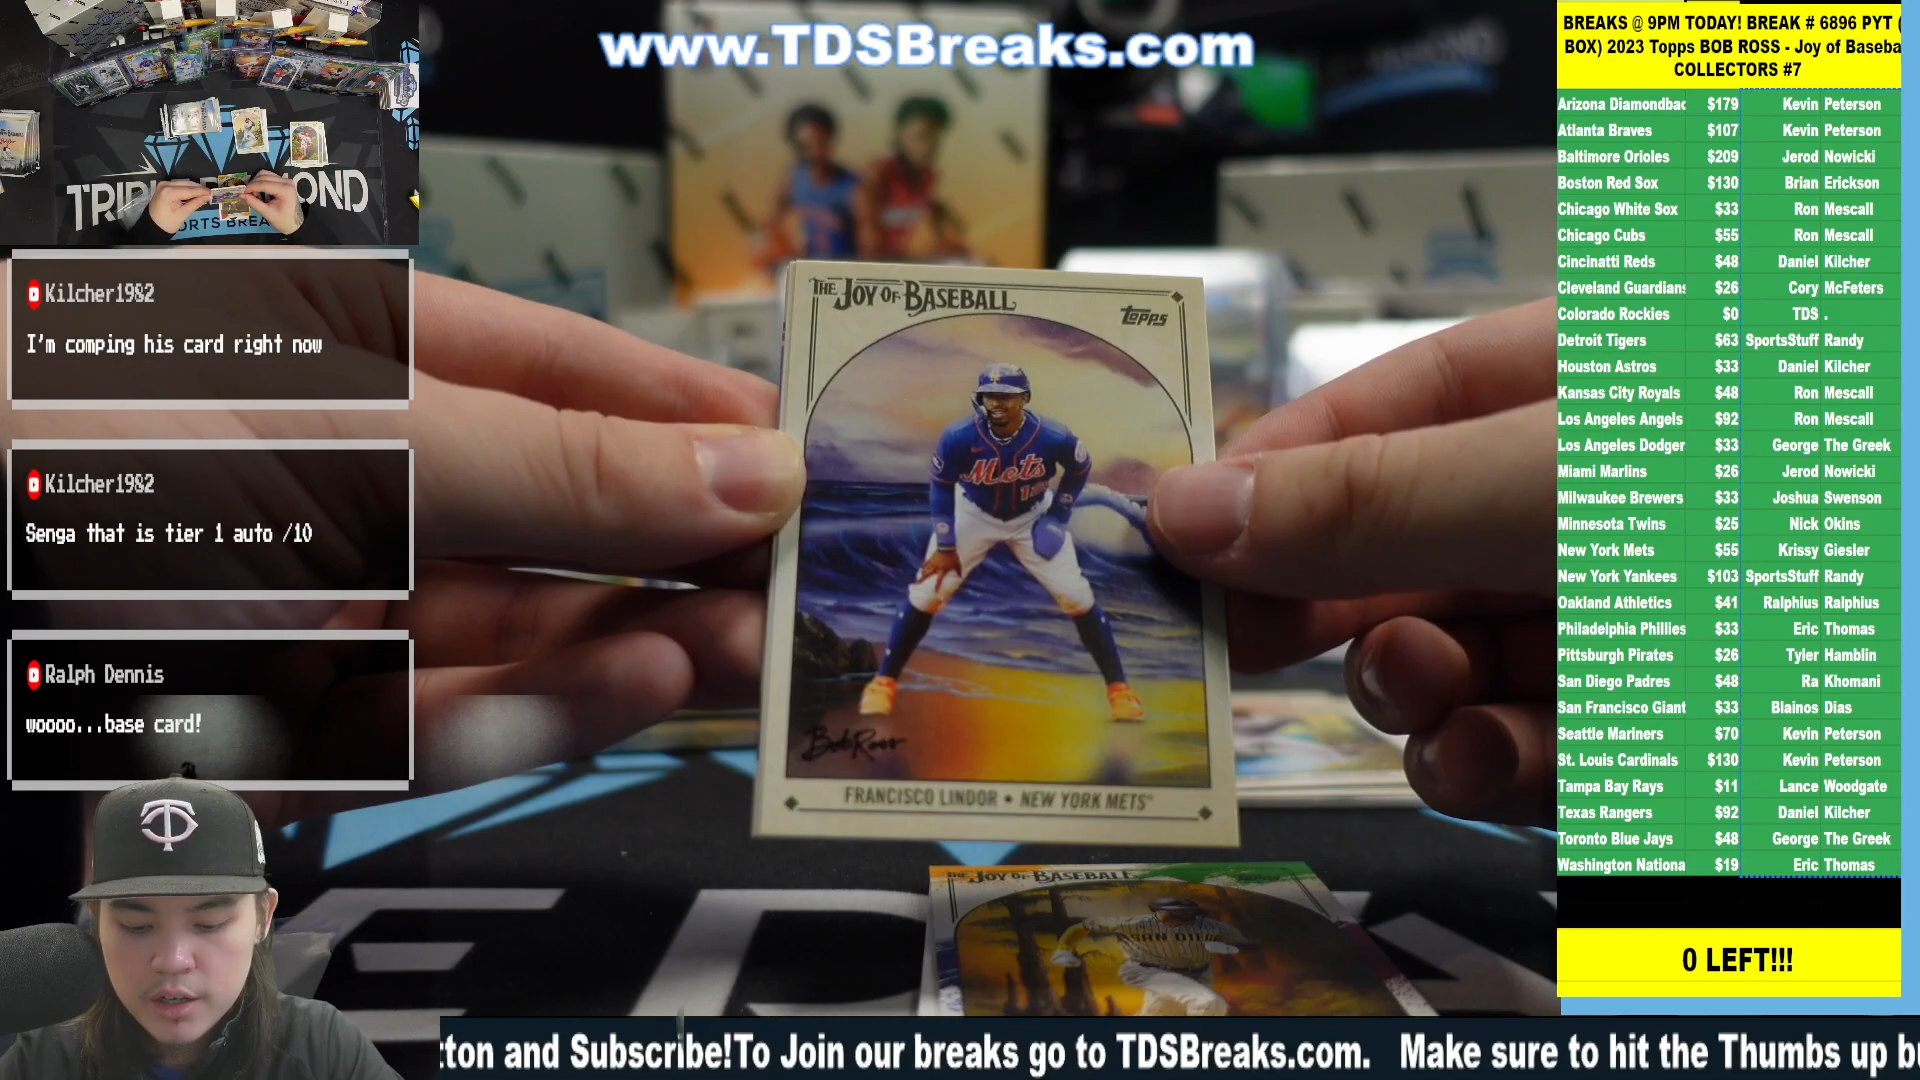 www.TDSBreaks.com
BREAKS @ 9PM TODAY! BREAK # 6896 PYT (
BOX) 2023 Topps BOB ROSS - Joy of Baseba
COLLECTORS #7
Arizona Diamondbac $179 Kevin Peterson
Atlanta Braves $107 Kevin Peterson
Baltimore Orioles $209 Jerod Nowicki
Boston Red Sox $130 Brian Erickson
Chicago White Sox $33 Ron Mescall
Chicago Cubs $55 Ron Mescall
Cincinatti Reds $48 Daniel Kilcher
Cleveland Guardians $26 Cory McFeters
Colorado Rockies $0 TDS .
Detroit Tigers $63 SportsStuff Randy
Houston Astros $33 Daniel Kilcher
Kansas City Royals $48 Ron Mescall
Los Angeles Angels $92 Ron Mescall
Los Angeles Dodger $33 George The Greek
Miami Marlins $26 Jerod Nowicki
Milwaukee Brewers $33 Joshua Swenson
Minnesota Twins $25 Nick Okins
New York Mets $55 Krissy Giesler
New York Yankees $103 SportsStuff Randy
Oakland Athletics $41 Ralphius Ralphius
Philadelphia Phillies $33 Eric Thomas
Pittsburgh Pirates $26 Tyler Hamblin
San Diego Padres $48 Ra Khomani
San Francisco Giant $33 Blainos Dias
Seattle Mariners $70 Kevin Peterson
St. Louis Cardinals $130 Kevin Peterson
Tampa Bay Rays $11 Lance Woodgate
Texas Rangers $92 Daniel Kilcher
Toronto Blue Jays $48 George The Greek
Washington Nationa $19 Eric Thomas
0 LEFT!!!
Kilcher1982
I'm comping his card right now
Kilcher1982
Senga that is tier 1 auto /10
Ralph Dennis
woooo...base card!
THE JOY OF BASEBALL
Topps
Mets
Bob Ross
FRANCISCO LINDOR • NEW YORK METS
THE JOY OF BASEBALL
SAN DIEGO
tton and Subscribe!To Join our breaks go to TDSBreaks.com. Make sure to hit the Thumbs up bu